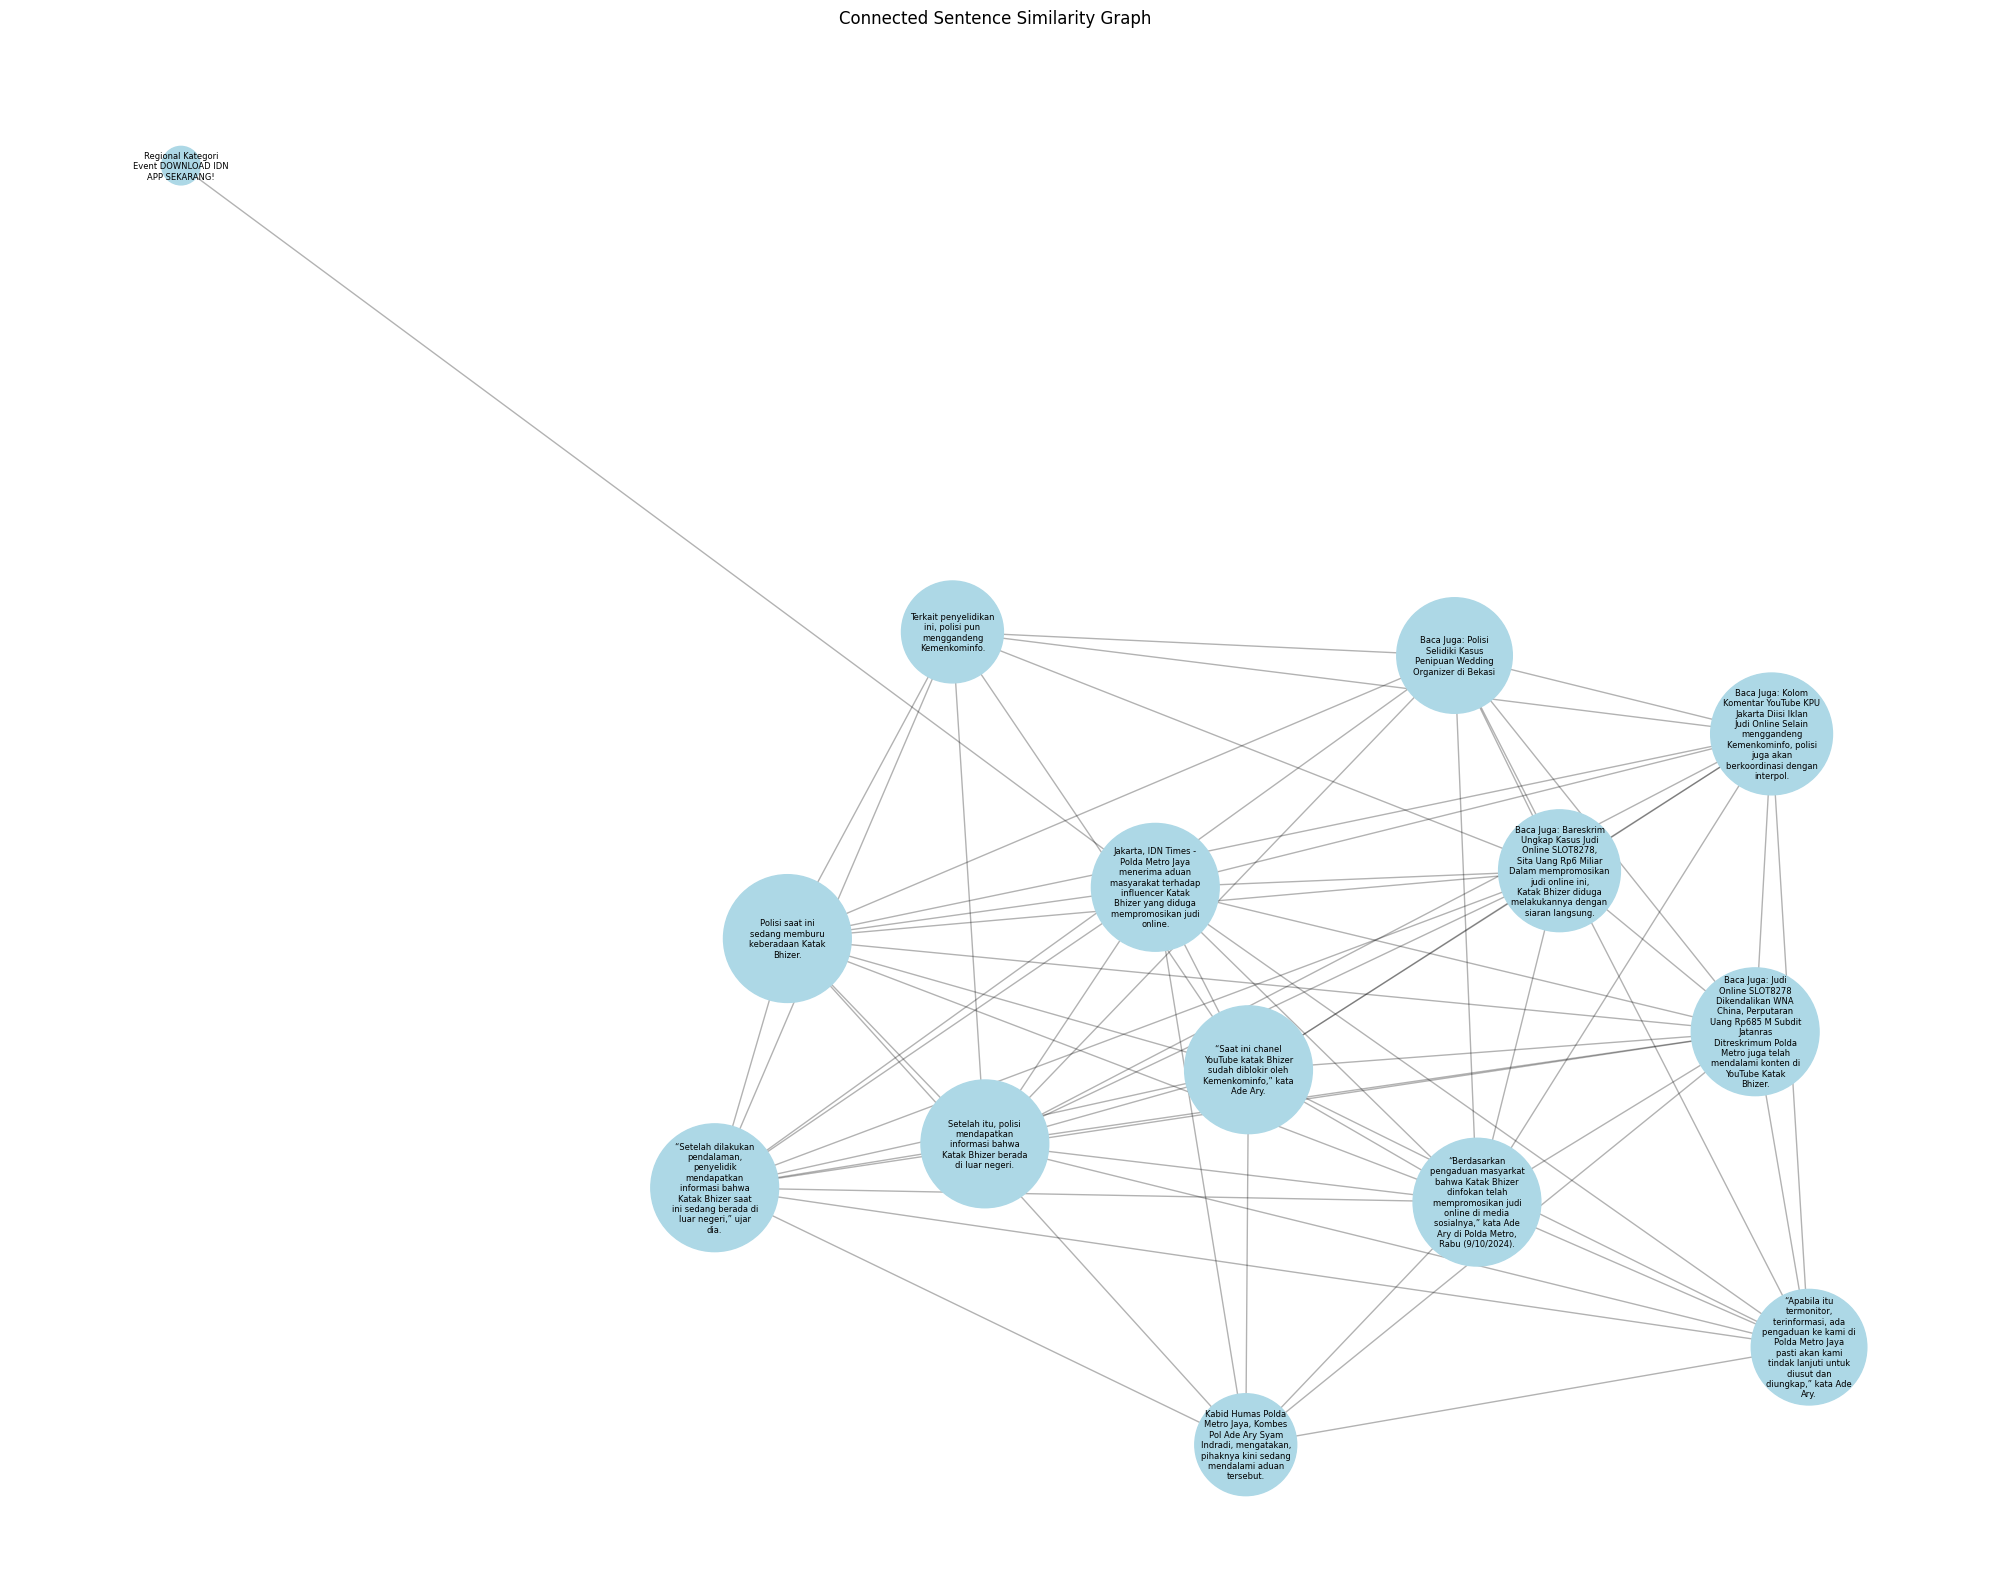 Connected Sentence Similarity Graph
Regional Kategori
Event DOWNLOAD IDN
APP SEKARANG!
Terkait penyelidikan
ini, polisi pun
menggandeng
Kemenkominfo.
Baca Juga: Polisi
Selidiki Kasus
Penipuan Wedding
Organizer di Bekasi
Baca Juga: Kolom
Komentar YouTube KPU
Jakarta Diisi Iklan
Judi Online Selain
menggandeng
Kemenkominfo, polisi
juga akan
berkoordinasi dengan
interpol.
Jakarta, IDN Times -
Polda Metro Jaya
menerima aduan
masyarakat terhadap
influencer Katak
Bhizer yang diduga
mempromosikan judi
online.
Baca Juga: Bareskrim
Ungkap Kasus Judi
Online SLOT8278,
Sita Uang Rp6 Miliar
Dalam mempromosikan
judi online ini,
Katak Bhizer diduga
melakukannya dengan
siaran langsung.
Polisi saat ini
sedang memburu
keberadaan Katak
Bhizer.
Baca Juga: Judi
Online SLOT8278
Dikendalikan WNA
China, Perputaran
Uang Rp685 M Subdit
Jatanras
Ditreskrimum Polda
Metro juga telah
mendalami konten di
YouTube Katak
Bhizer.
“Saat ini chanel
YouTube katak Bhizer
sudah diblokir oleh
Kemenkominfo,” kata
Ade Ary.
Setelah itu, polisi
mendapatkan
informasi bahwa
Katak Bhizer berada
di luar negeri.
“Setelah dilakukan
pendalaman,
penyelidik
mendapatkan
informasi bahwa
Katak Bhizer saat
ini sedang berada di
luar negeri,” ujar
dia.
“Berdasarkan
pengaduan masyarkat
bahwa Katak Bhizer
dinfokan telah
mempromosikan judi
online di media
sosialnya,” kata Ade
Ary di Polda Metro,
Rabu (9/10/2024).
“Apabila itu
termonitor,
terinformasi, ada
pengaduan ke kami di
Polda Metro Jaya
pasti akan kami
tindak lanjuti untuk
diusut dan
diungkap,” kata Ade
Ary.
Kabid Humas Polda
Metro Jaya, Kombes
Pol Ade Ary Syam
Indradi, mengatakan,
pihaknya kini sedang
mendalami aduan
tersebut.